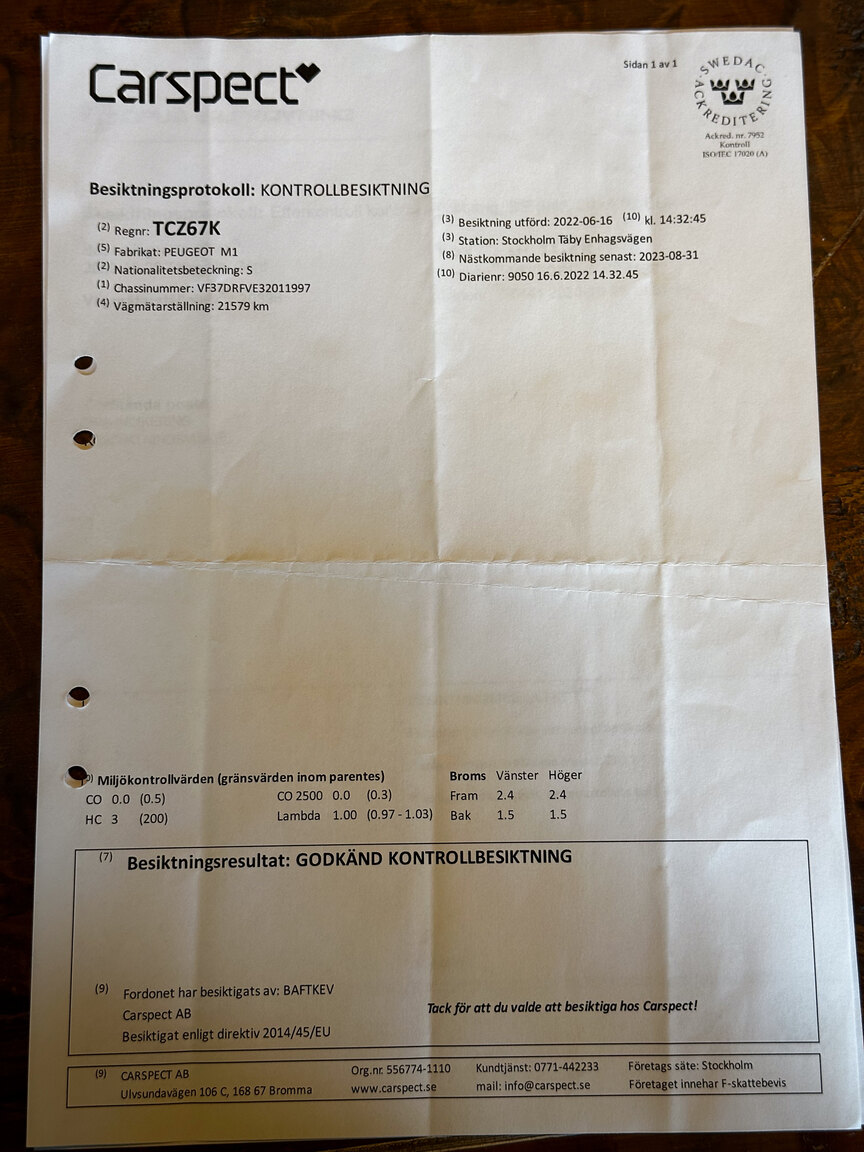 Carspect
Sidan 1 av 1
SWEDAC ACKREDITERING
Ackred. nr. 7952
Kontroll
ISO/IEC 17020 (A)
Besiktningsprotokoll: KONTROLLBESIKTNING
(2) Regnr: TCZ67K
(5) Fabrikat: PEUGEOT M1
(2) Nationalitetsbeteckning: S
(1) Chassinummer: VF37DRFVE32011997
(4) Vägmätarställning: 21579 km
(3) Besiktning utförd: 2022-06-16 (10) kl. 14:32:45
(3) Station: Stockholm Täby Enhagsvägen
(8) Nästkommande besiktning senast: 2023-08-31
(10) Diarienr: 9050 16.6.2022 14.32.45
Miljökontrollvärden (gränsvärden inom parentes)
CO 0.0 (0.5) CO 2500 0.0 (0.3)
HC 3 (200) Lambda 1.00 (0.97 - 1.03)
Broms Vänster Höger
Fram 2.4 2.4
Bak 1.5 1.5
(7) Besiktningsresultat: GODKÄND KONTROLLBESIKTNING
(9) Fordonet har besiktigats av: BAFTKEV
Carspect AB
Besiktigat enligt direktiv 2014/45/EU
Tack för att du valde att besiktiga hos Carspect!
(9) CARSPECT AB
Ulvsundavägen 106 C, 168 67 Bromma
Org.nr. 556774-1110
www.carspect.se
Kundtjänst: 0771-442233
mail: info@carspect.se
Företags säte: Stockholm
Företaget innehar F-skattebevis